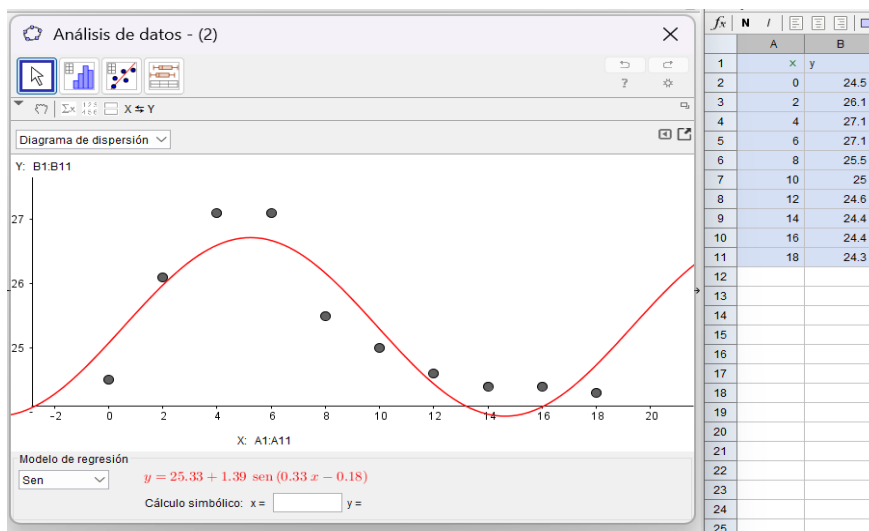 Análisis de datos - (2)
?
Σx
X ⇆ Y
Diagrama de dispersión
Y: B1:B11
27
26
25
-2 0 2 4 6 8 10 12 14 16 18 20
X: A1:A11
Modelo de regresión
Sen
y = 25.33 + 1.39 sen (0.33 x − 0.18)
Cálculo simbólico: x = y =
fx N I
A B
1 x y
2 0 24.5
3 2 26.1
4 4 27.1
5 6 27.1
6 8 25.5
7 10 25
8 12 24.6
9 14 24.4
10 16 24.4
11 18 24.3
12
13
14
15
16
17
18
19
20
21
22
23
24
25